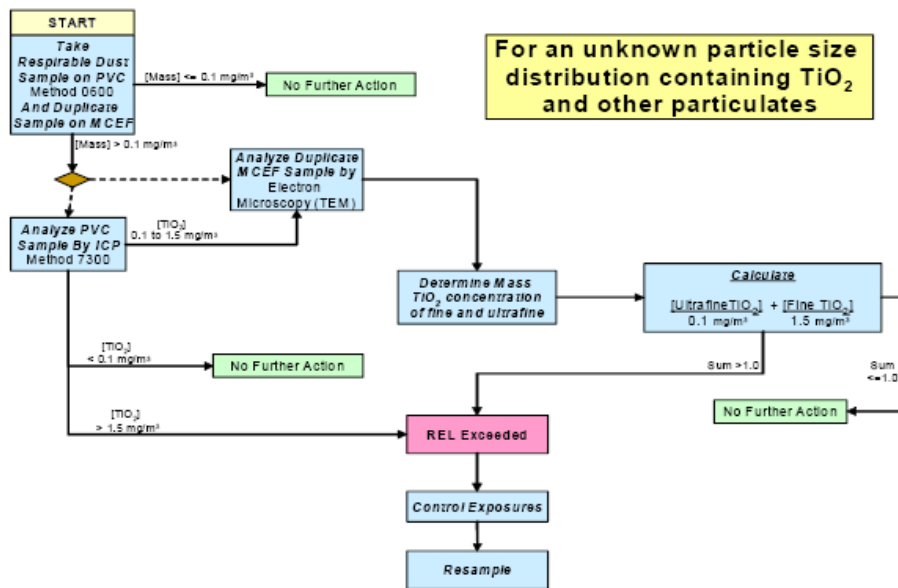 START
Take
Respirable Dust
Sample on PVC
Method 0600
And Duplicate
Sample on MCEF
[Mass] <= 0.1 mg/m³
No Further Action
For an unknown particle size
distribution containing TiO₂
and other particulates
[Mass] > 0.1 mg/m³
Analyze Duplicate
MCEF Sample by
Electron
Microscopy (TEM)
Analyze PVC
Sample By ICP
Method 7300
[TiO₂]
0.1 to 1.5 mg/m³
Determine Mass
TiO₂ concentration
of fine and ultrafine
Calculate
[UltrafineTiO₂] + [Fine TiO₂]
0.1 mg/m³ 1.5 mg/m³
[TiO₂]
< 0.1 mg/m³
No Further Action
Sum >1.0
Sum
<=1.0
No Further Action
[TiO₂]
> 1.5 mg/m³
REL Exceeded
Control Exposures
Resample